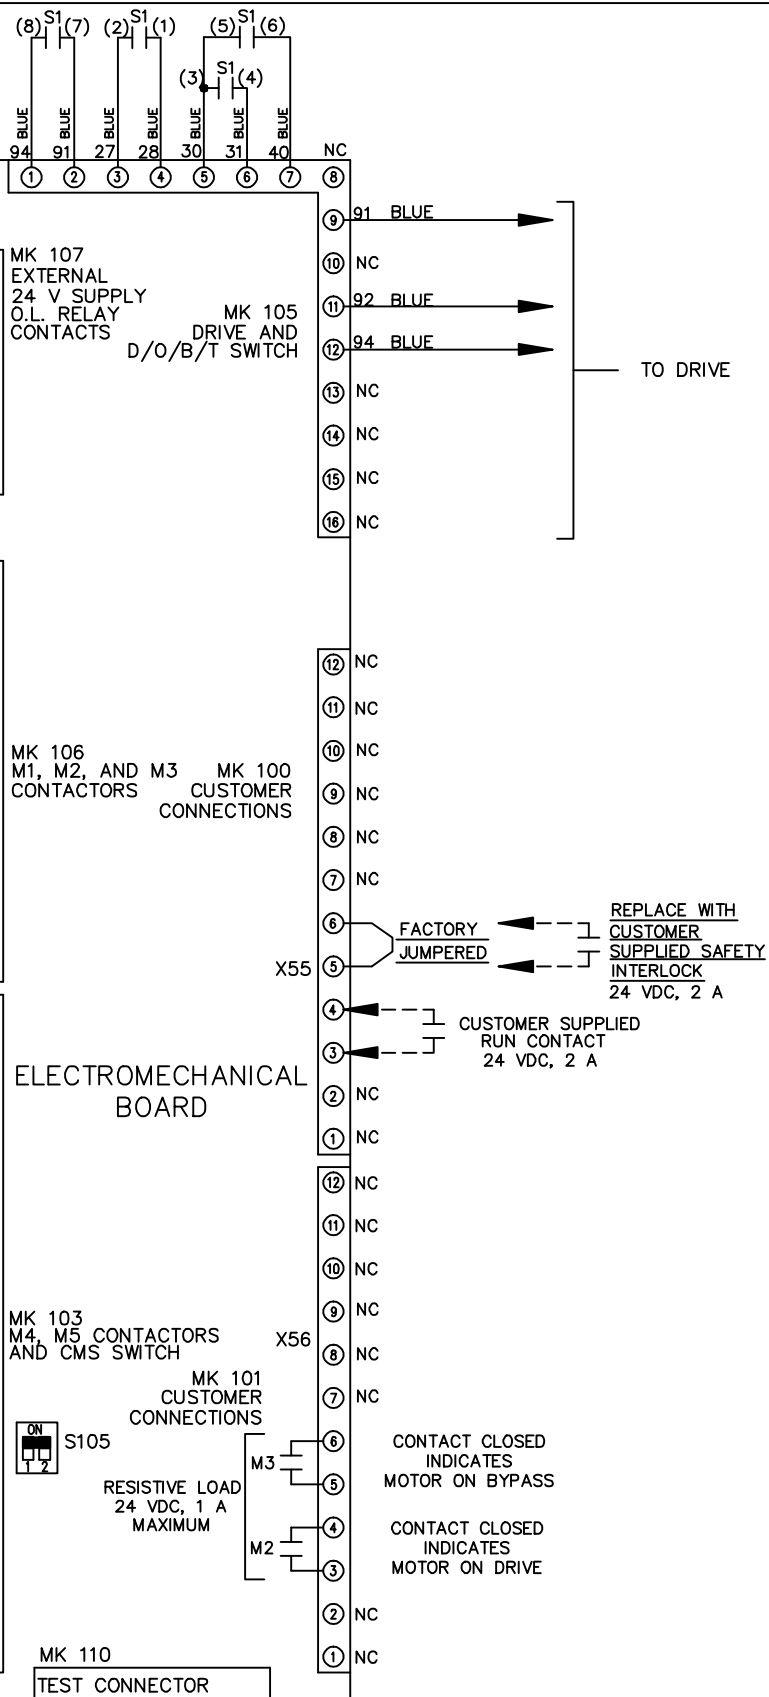 S1 S1 S1
(8) (7) (2) (1) (5) (6)
S1
(3) (4)
BLUE BLUE BLUE BLUE BLUE BLUE
94 91 27 28 30 31 40 NC
1 2 3 4 5 6 7 8
9 91 BLUE
10 NC
11 92 BLUE
12 94 BLUE
13 NC
14 NC
15 NC
16 NC
MK 107
EXTERNAL
24 V SUPPLY
O.L. RELAY
CONTACTS
MK 105
DRIVE AND
D/O/B/T SWITCH
TO DRIVE
12 NC
11 NC
10 NC
9 NC
8 NC
7 NC
6
5
4
3
2 NC
1 NC
MK 106
M1, M2, AND M3
CONTACTORS
MK 100
CUSTOMER
CONNECTIONS
X55
FACTORY
JUMPERED
REPLACE WITH
CUSTOMER
SUPPLIED SAFETY
INTERLOCK
24 VDC, 2 A
CUSTOMER SUPPLIED
RUN CONTACT
24 VDC, 2 A
ELECTROMECHANICAL
BOARD
12 NC
11 NC
10 NC
9 NC
8 NC
7 NC
6
5
4
3
2 NC
1 NC
MK 103
M4, M5 CONTACTORS
AND CMS SWITCH
X56
MK 101
CUSTOMER
CONNECTIONS
ON
1 2
S105
M3
RESISTIVE LOAD
24 VDC, 1 A
MAXIMUM
M2
CONTACT CLOSED
INDICATES
MOTOR ON BYPASS
CONTACT CLOSED
INDICATES
MOTOR ON DRIVE
MK 110
TEST CONNECTOR